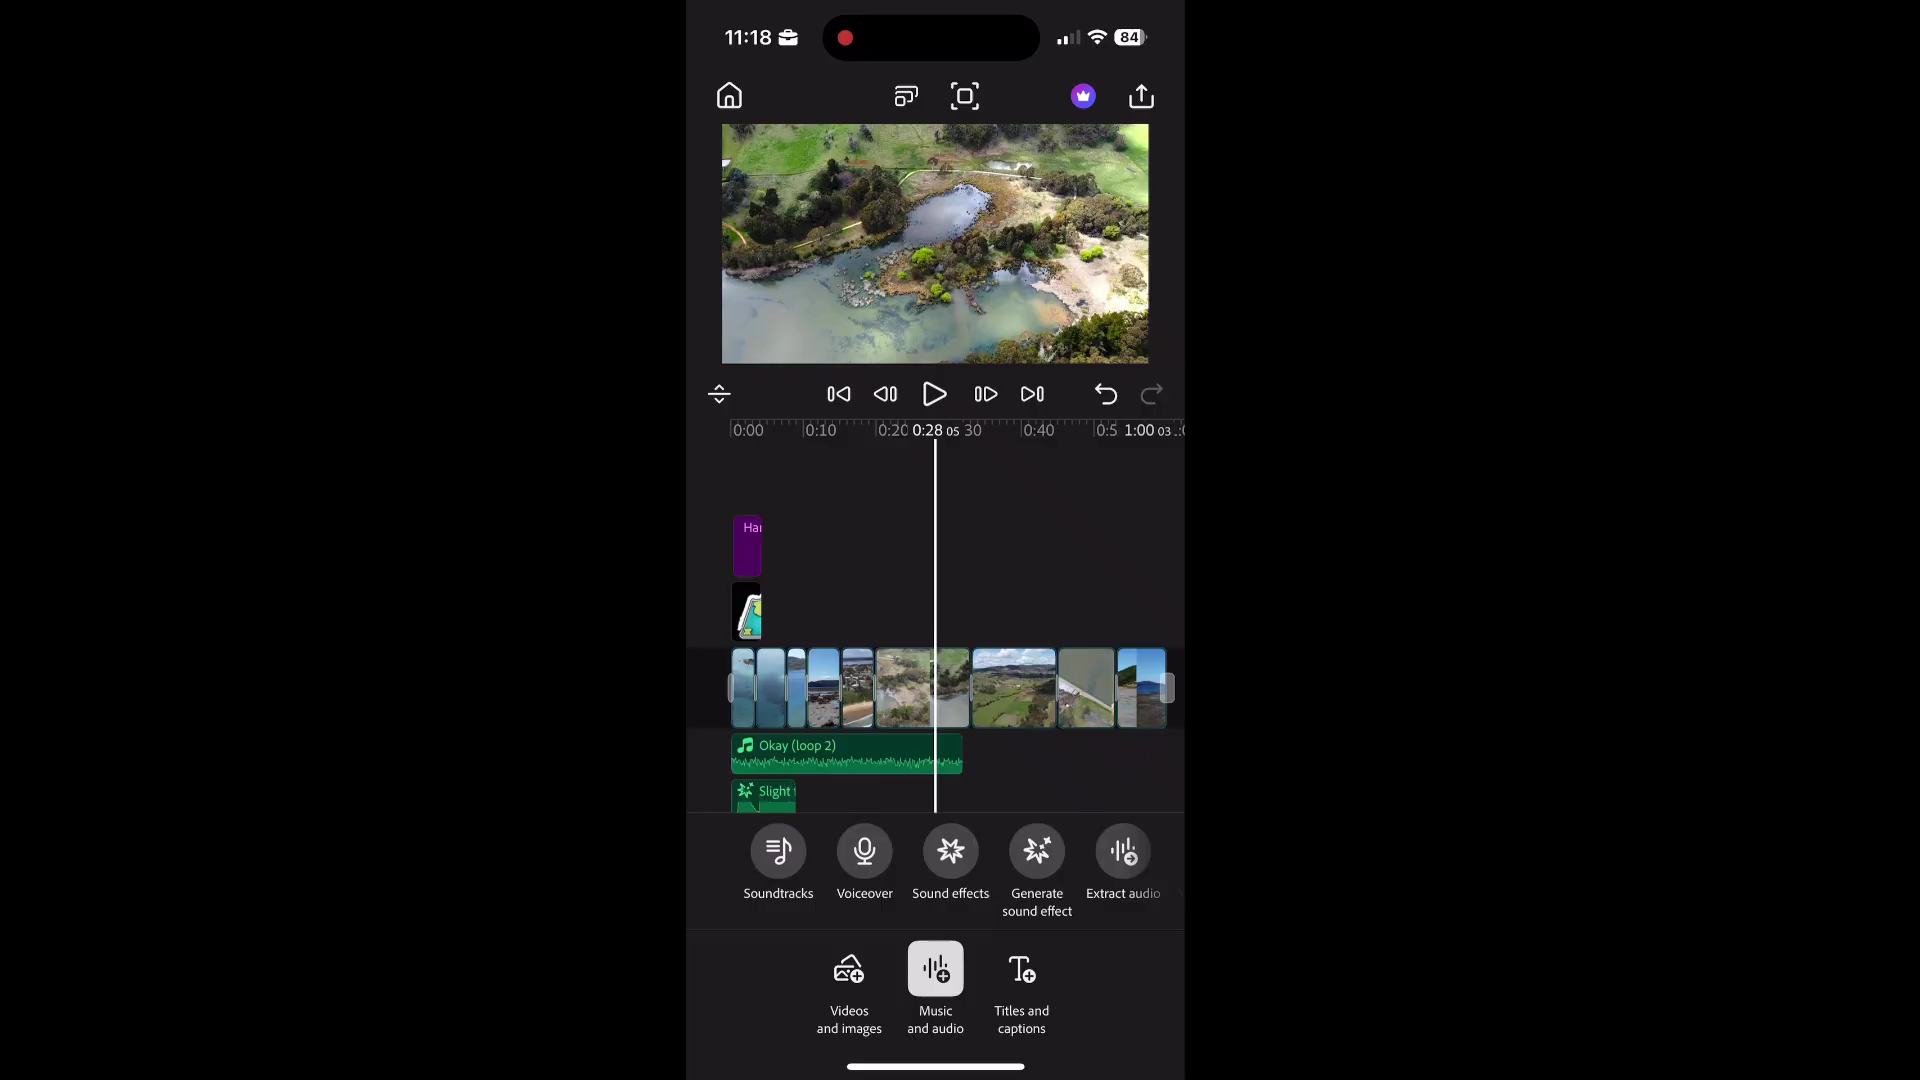 11:18 84
0:00 0:10 0:20 0:28 05 30 0:40 0:5 1:00 03
Har
Okay (loop 2)
Slight
Soundtracks Voiceover Sound effects Generate Extract audio
sound effect
Videos Music Titles and
and images and audio captions